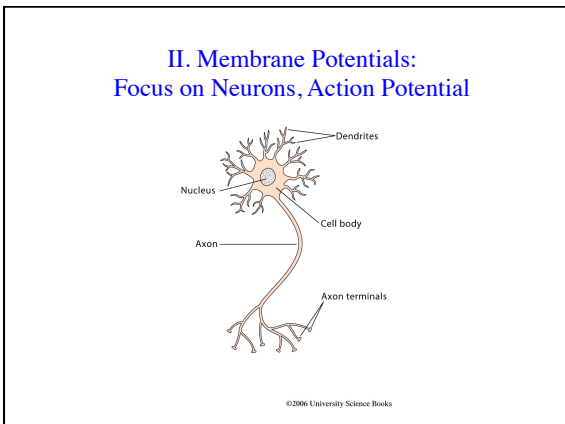 II. Membrane Potentials:
Focus on Neurons, Action Potential
Dendrites
Nucleus
Cell body
Axon
Axon terminals
©2006 University Science Books